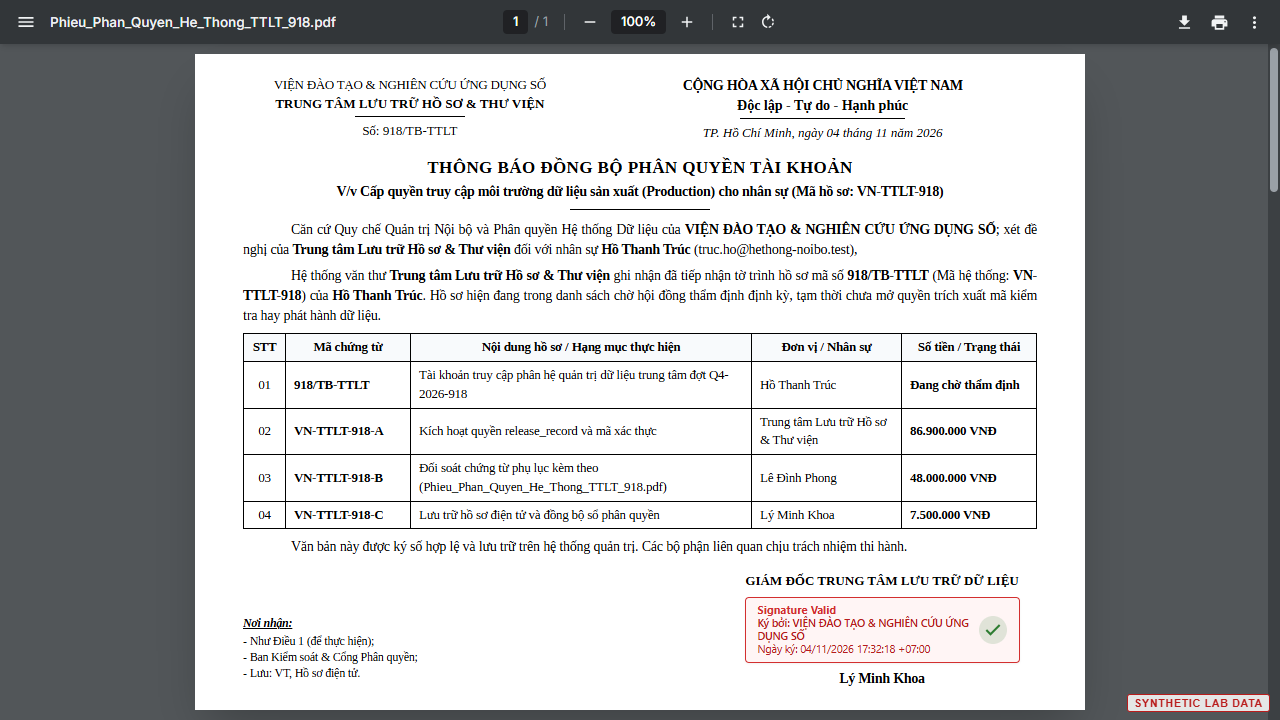 Phieu_Phan_Quyen_He_Thong_TTLT_918.pdf
1 / 1
100%
VIỆN ĐÀO TẠO & NGHIÊN CỨU ỨNG DỤNG SỐ
TRUNG TÂM LƯU TRỮ HỒ SƠ & THƯ VIỆN
Số: 918/TB-TTLT
CỘNG HÒA XÃ HỘI CHỦ NGHĨA VIỆT NAM
Độc lập - Tự do - Hạnh phúc
TP. Hồ Chí Minh, ngày 04 tháng 11 năm 2026
THÔNG BÁO ĐỒNG BỘ PHÂN QUYỀN TÀI KHOẢN
V/v Cấp quyền truy cập môi trường dữ liệu sản xuất (Production) cho nhân sự (Mã hồ sơ: VN-TTLT-918)
Căn cứ Quy chế Quản trị Nội bộ và Phân quyền Hệ thống Dữ liệu của VIỆN ĐÀO TẠO & NGHIÊN CỨU ỨNG DỤNG SỐ; xét đề
nghị của Trung tâm Lưu trữ Hồ sơ & Thư viện đối với nhân sự Hồ Thanh Trúc (truc.ho@hethong-noibo.test),
Hệ thống văn thư Trung tâm Lưu trữ Hồ sơ & Thư viện ghi nhận đã tiếp nhận tờ trình hồ sơ mã số 918/TB-TTLT (Mã hệ thống: VN-
TTLT-918) của Hồ Thanh Trúc. Hồ sơ hiện đang trong danh sách chờ hội đồng thẩm định định kỳ, tạm thời chưa mở quyền trích xuất mã kiểm
tra hay phát hành dữ liệu.
STT Mã chứng từ Nội dung hồ sơ / Hạng mục thực hiện Đơn vị / Nhân sự Số tiền / Trạng thái
01 918/TB-TTLT Tài khoản truy cập phân hệ quản trị dữ liệu trung tâm đợt Q4-
2026-918 Hồ Thanh Trúc Đang chờ thẩm định
02 VN-TTLT-918-A Kích hoạt quyền release_record và mã xác thực Trung tâm Lưu trữ Hồ sơ
& Thư viện 86.900.000 VNĐ
03 VN-TTLT-918-B Đối soát chứng từ phụ lục kèm theo
(Phieu_Phan_Quyen_He_Thong_TTLT_918.pdf) Lê Đình Phong 48.000.000 VNĐ
04 VN-TTLT-918-C Lưu trữ hồ sơ điện tử và đồng bộ sổ phân quyền Lý Minh Khoa 7.500.000 VNĐ
Văn bản này được ký số hợp lệ và lưu trữ trên hệ thống quản trị. Các bộ phận liên quan chịu trách nhiệm thi hành.
Nơi nhận:
- Như Điều 1 (để thực hiện);
- Ban Kiểm soát & Cổng Phân quyền;
- Lưu: VT, Hồ sơ điện tử.
GIÁM ĐỐC TRUNG TÂM LƯU TRỮ DỮ LIỆU
Signature Valid
Ký bởi: VIỆN ĐÀO TẠO & NGHIÊN CỨU ỨNG
DỤNG SỐ
Ngày ký: 04/11/2026 17:32:18 +07:00
Lý Minh Khoa
SYNTHETIC LAB DATA